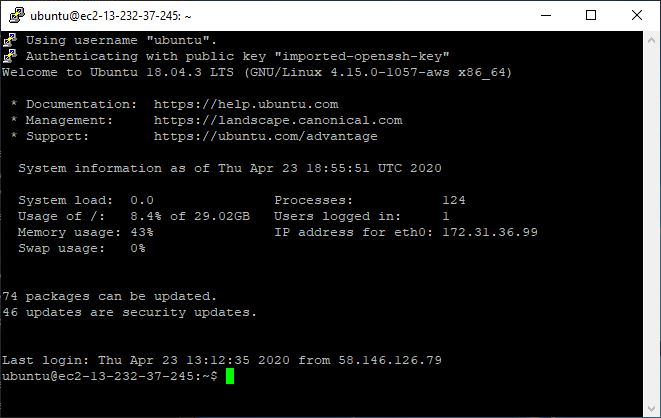 ubuntu@ec2-13-232-37-245: ~
Using username "ubuntu".
Authenticating with public key "imported-openssh-key"
Welcome to Ubuntu 18.04.3 LTS (GNU/Linux 4.15.0-1057-aws x86_64)
* Documentation:  https://help.ubuntu.com
* Management:     https://landscape.canonical.com
* Support:        https://ubuntu.com/advantage
System information as of Thu Apr 23 18:55:51 UTC 2020
System load:  0.0               Processes:           124
Usage of /:   8.4% of 29.02GB   Users logged in:     1
Memory usage: 43%               IP address for eth0: 172.31.36.99
Swap usage:   0%
74 packages can be updated.
46 updates are security updates.
Last login: Thu Apr 23 13:12:35 2020 from 58.146.126.79
ubuntu@ec2-13-232-37-245:~$